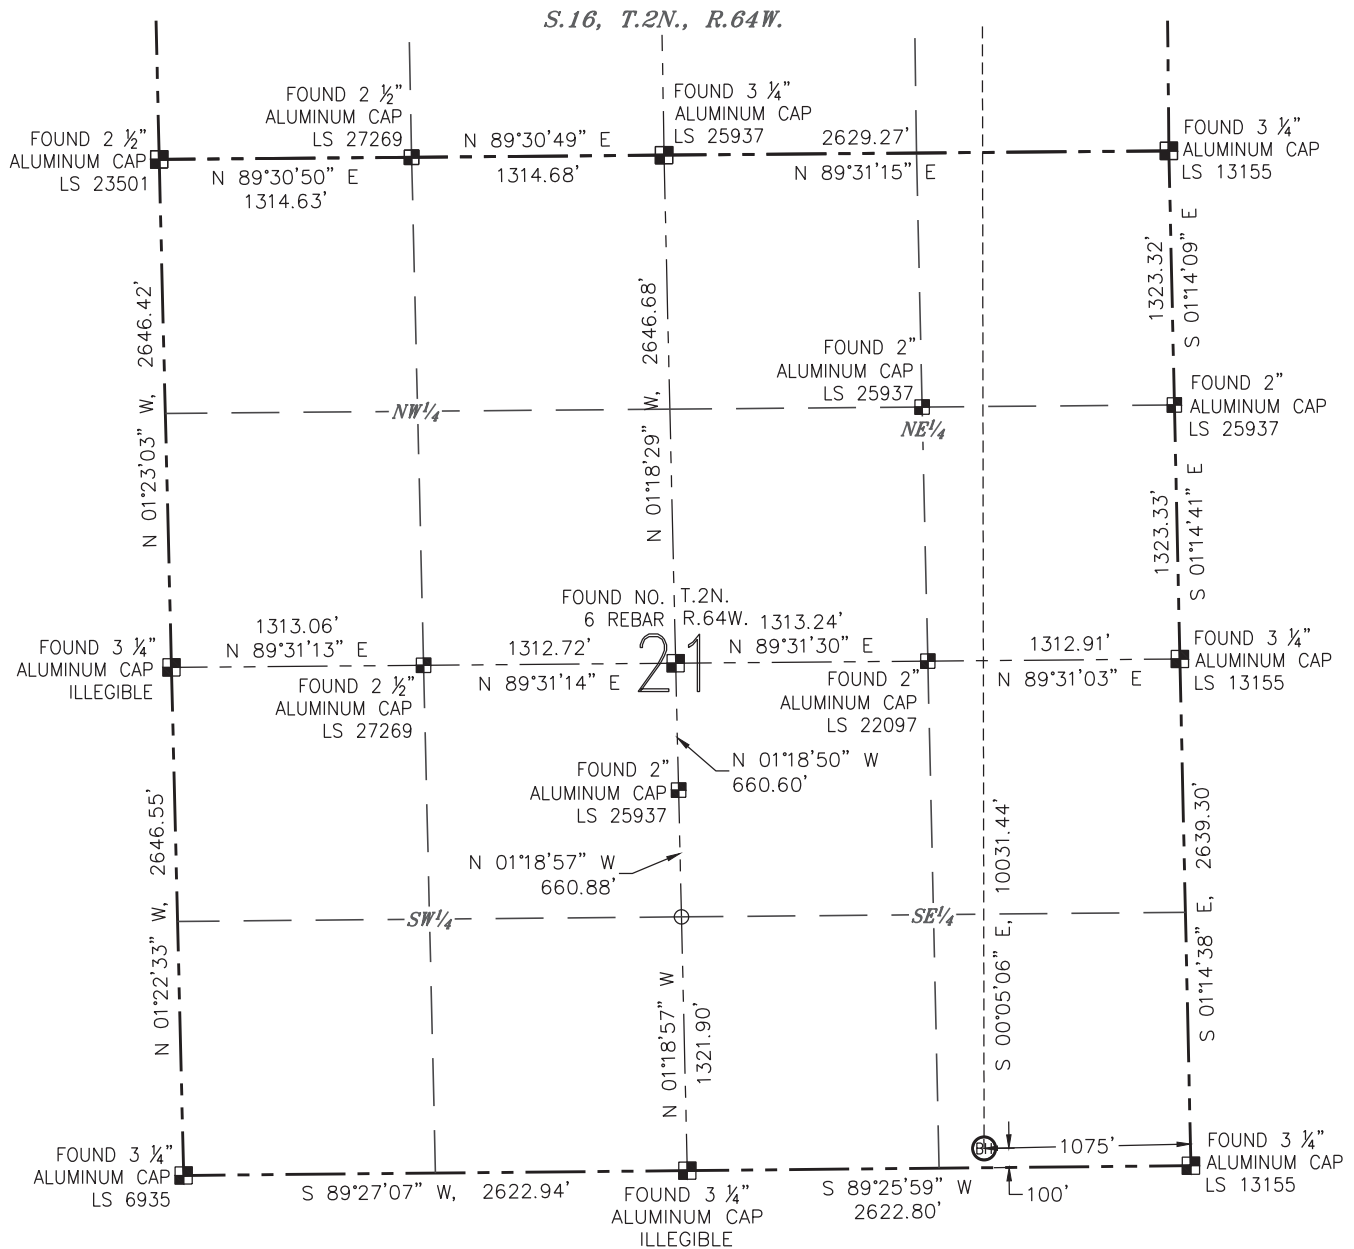 S.16, T.2N., R.64W.
FOUND 2 ½"
ALUMINUM CAP
LS 23501
FOUND 2 ½"
ALUMINUM CAP
LS 27269
FOUND 3 ¼"
ALUMINUM CAP
LS 25937
FOUND 3 ¼"
ALUMINUM CAP
LS 13155
N 89°30'50" E
1314.63'
N 89°30'49" E
1314.68'
2629.27'
N 89°31'15" E
N 01°23'03" W, 2646.42'
N 01°18'29" W, 2646.68'
1323.32'
S 01°14'09" E
FOUND 2"
ALUMINUM CAP
LS 25937
FOUND 2"
ALUMINUM CAP
LS 25937
NW¼
NE¼
1323.33'
S 01°14'41" E
FOUND NO.
6 REBAR
T.2N.
R.64W.
21
FOUND 3 ¼"
ALUMINUM CAP
ILLEGIBLE
1313.06'
N 89°31'13" E
1312.72'
N 89°31'14" E
1313.24'
N 89°31'30" E
1312.91'
N 89°31'03" E
FOUND 3 ¼"
ALUMINUM CAP
LS 13155
FOUND 2 ½"
ALUMINUM CAP
LS 27269
FOUND 2"
ALUMINUM CAP
LS 22097
N 01°18'50" W
660.60'
FOUND 2"
ALUMINUM CAP
LS 25937
N 01°18'57" W
660.88'
N 01°22'33" W, 2646.55'
SW¼
SE¼
N 01°18'57" W
1321.90'
S 00°05'06" E, 10031.44'
S 01°14'38" E, 2639.30'
BH
1075'
100'
FOUND 3 ¼"
ALUMINUM CAP
LS 6935
S 89°27'07" W, 2622.94'
FOUND 3 ¼"
ALUMINUM CAP
ILLEGIBLE
S 89°25'59" W
2622.80'
FOUND 3 ¼"
ALUMINUM CAP
LS 13155